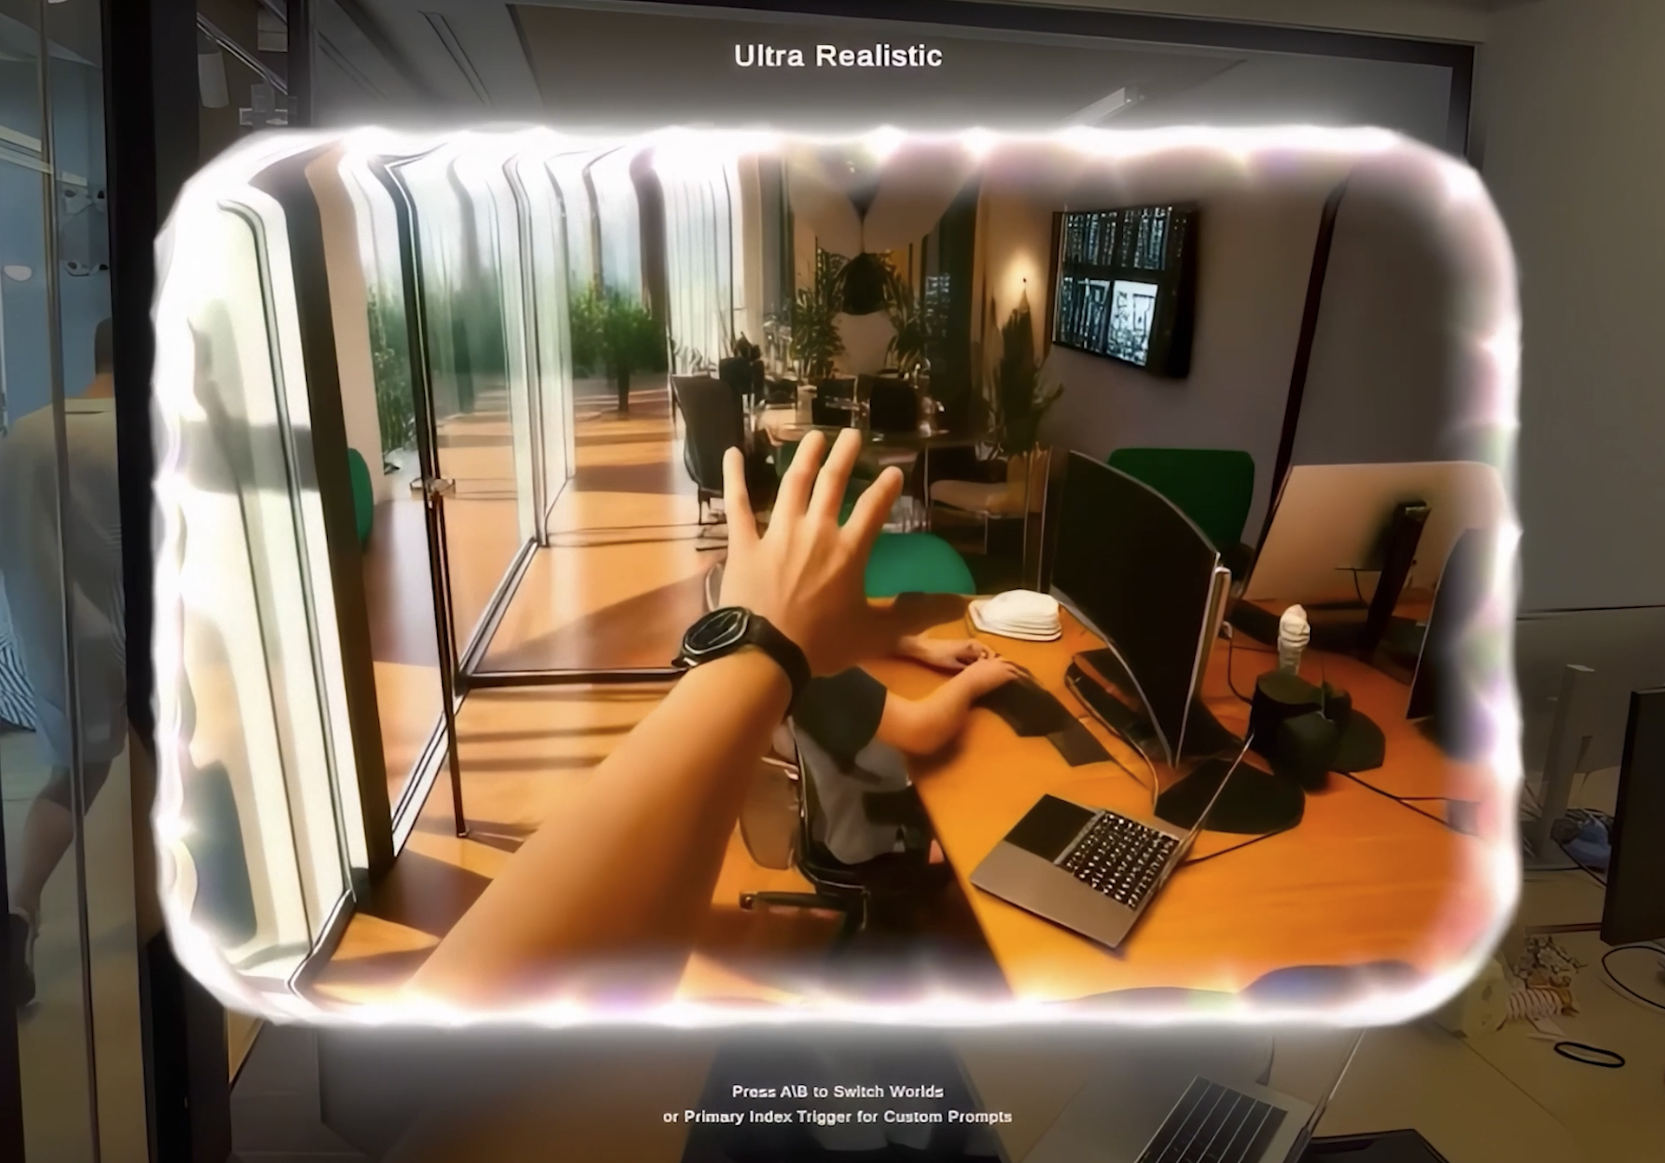 Ultra Realistic
Press A\B to Switch Worlds
or Primary Index Trigger for Custom Prompts